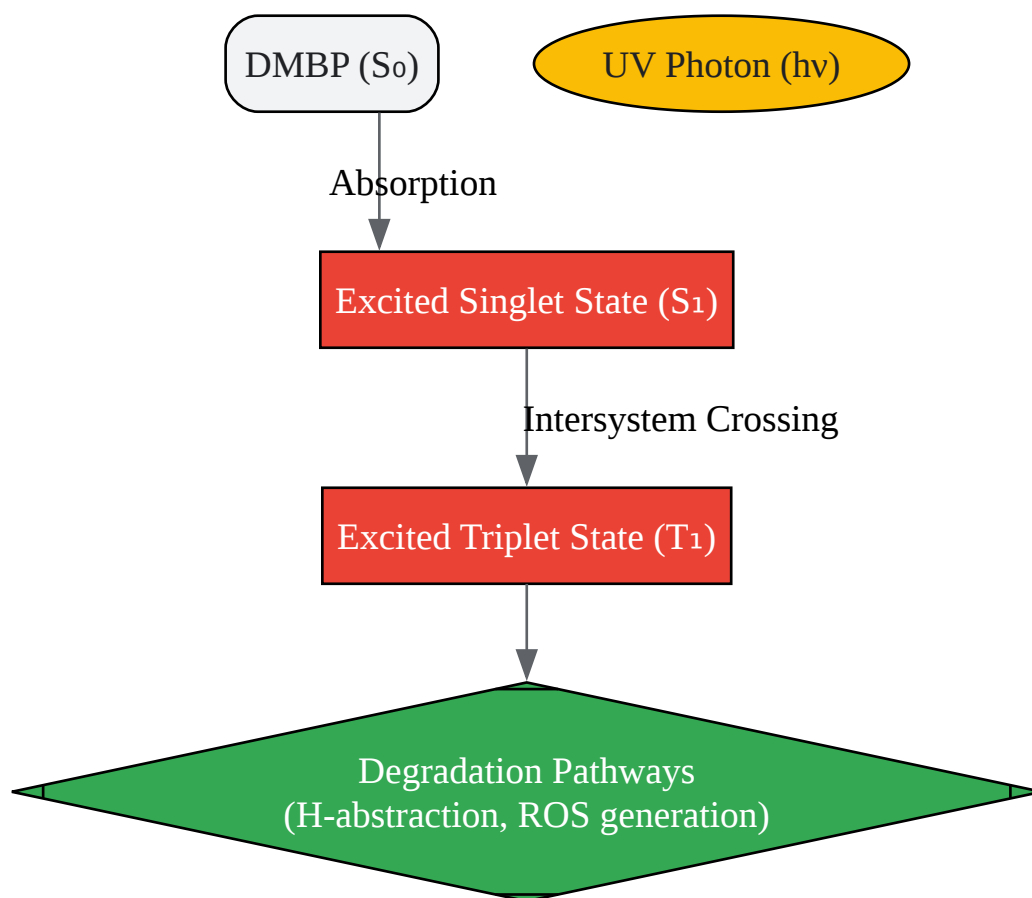 DMBP (S₀)
UV Photon (hν)
Absorption
Excited Singlet State (S₁)
Intersystem Crossing
Excited Triplet State (T₁)
Degradation Pathways
(H-abstraction, ROS generation)